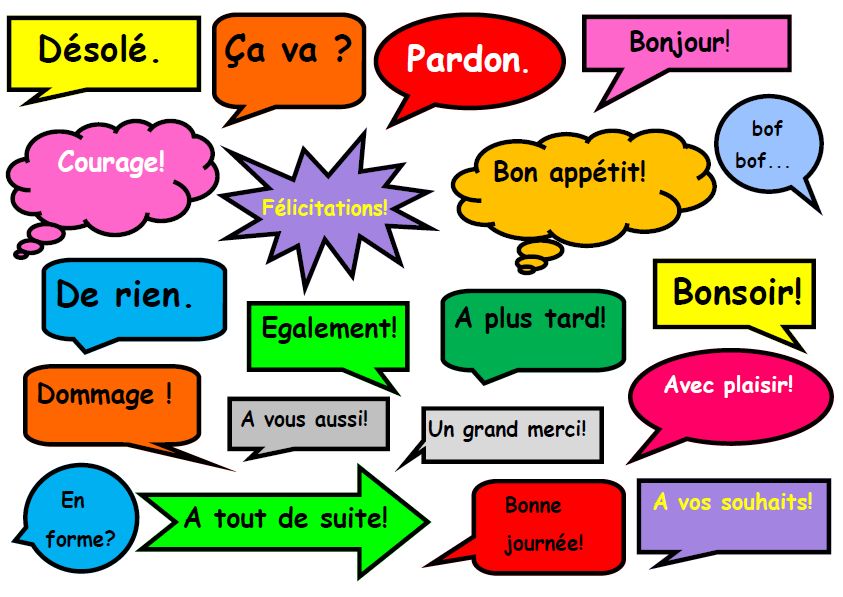 Désolé.
Ça va ?
Pardon.
Bonjour!
bof
bof...
Courage!
Félicitations!
Bon appétit!
De rien.
Egalement!
A plus tard!
Bonsoir!
Dommage !
A vous aussi!
Un grand merci!
Avec plaisir!
En
forme?
A tout de suite!
Bonne
journée!
A vos souhaits!